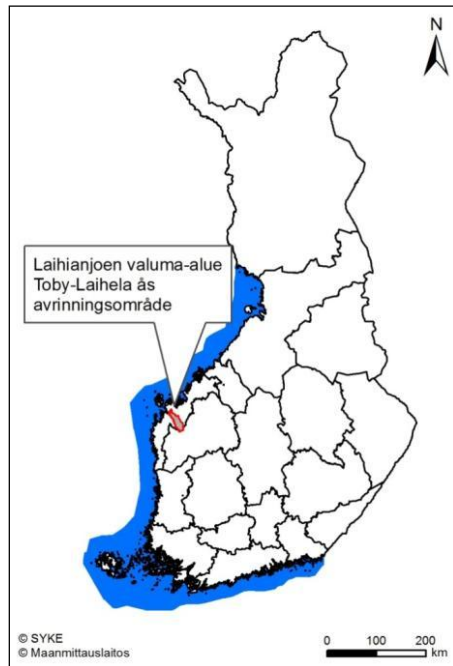 N
Laihianjoen valuma-alue
Toby-Laihela ås
avrinningsområde
© SYKE
© Maanmittauslaitos
0 100 200
km